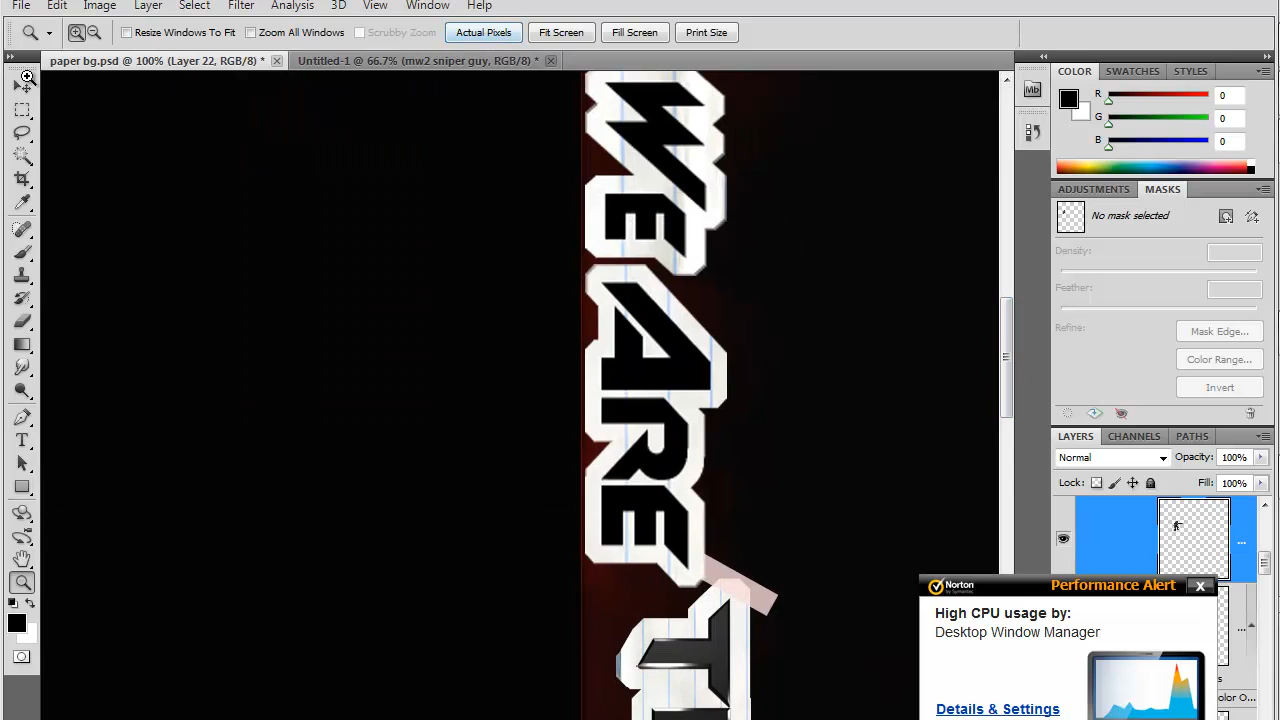 File Edit Image Layer Select Filter Analysis 3D View Window Help
Resize Windows To Fit All Windows Scrubby Zoom Actual Pixels Fit Screen Fill Screen Print Size
paper bg.psd @ 100% (Layer 22, RGB/8) * Untitled-1 @ 66.7% (mw2 sniper guy, RGB/8) *
WE
ARE
T
Mb
COLOR SWATCHES STYLES
R 0
G 0
B 0
ADJUSTMENTS MASKS
No mask selected
Density:
Feather:
Refine:
Mask Edge...
Color Range...
Invert
LAYERS CHANNELS PATHS
Normal Opacity: 100%
Lock: Fill: 100%
...
...
Norton
by Symantec
Performance Alert X
High CPU usage by:
Desktop Window Manager
Details & Settings